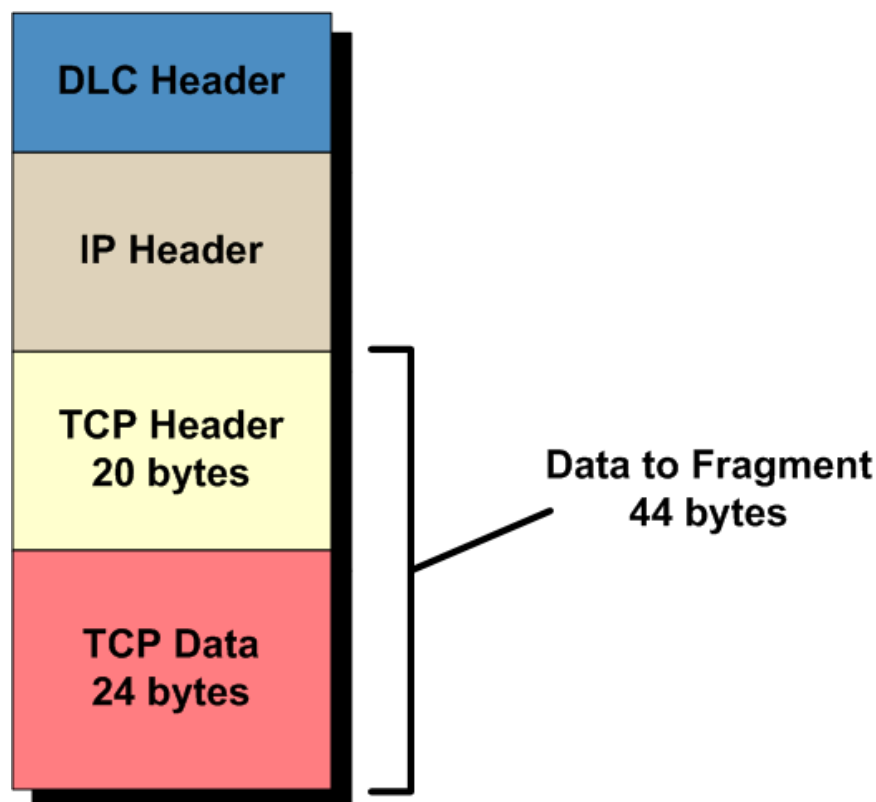 DLC Header
IP Header
TCP Header
20 bytes
Data to Fragment
44 bytes
TCP Data
24 bytes